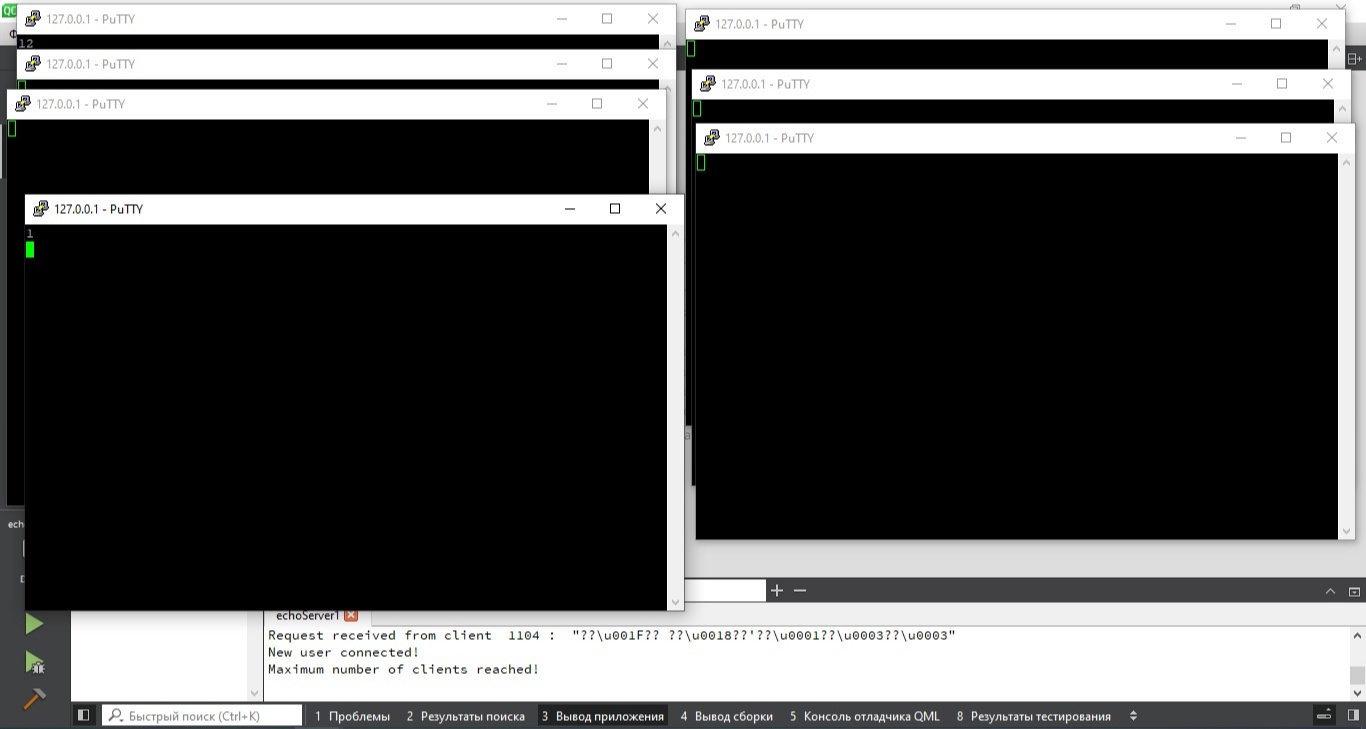 QC
127.0.0.1 - PuTTY
12
127.0.0.1 - PuTTY
127.0.0.1 - PuTTY
127.0.0.1 - PuTTY
1
127.0.0.1 - PuTTY
127.0.0.1 - PuTTY
127.0.0.1 - PuTTY
ech
echoServer1
Request received from client  1104 :  "??\u001F?? ??\u0018??'??\u0001??\u0003??\u0003"
New user connected!
Maximum number of clients reached!
Быстрый поиск (Ctrl+K) 1 Проблемы 2 Результаты поиска 3 Вывод приложения 4 Вывод сборки 5 Консоль отладчика QML 8 Результаты тестирования